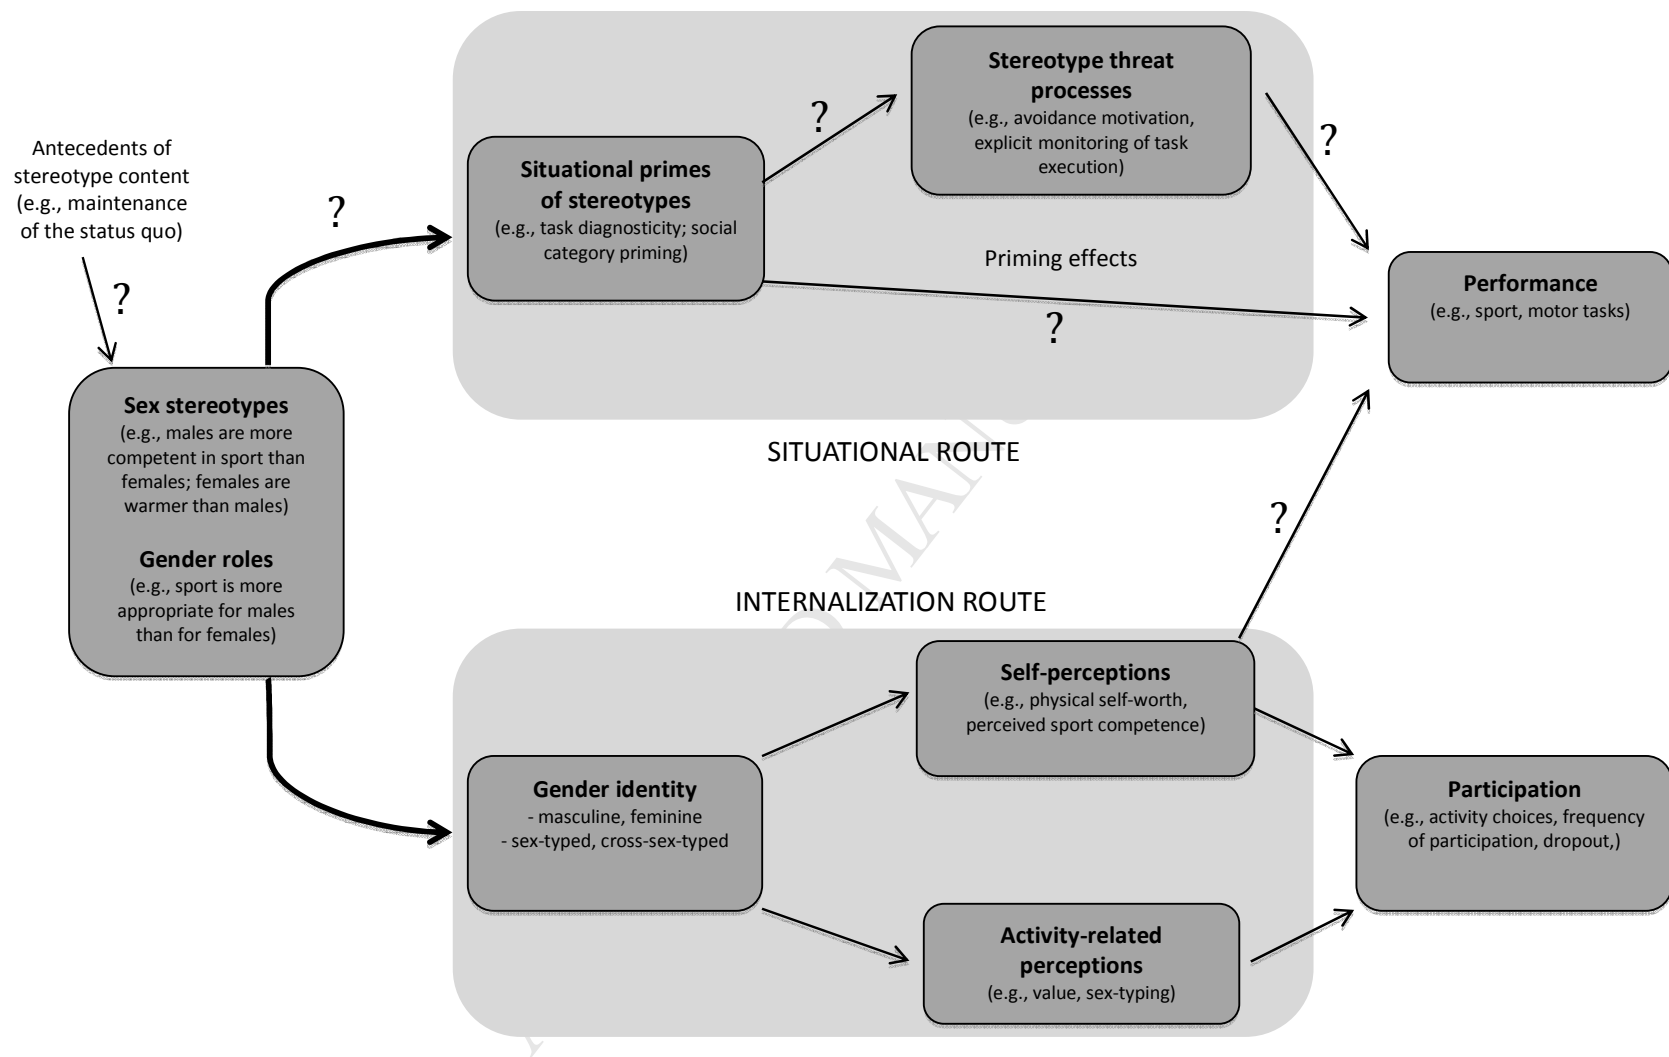 Antecedents of
stereotype content
(e.g., maintenance
of the status quo)
?
Sex stereotypes
(e.g., males are more
competent in sport than
females; females are
warmer than males)
Gender roles
(e.g., sport is more
appropriate for males
than for females)
?
Situational primes
of stereotypes
(e.g., task diagnosticity; social
category priming)
?
Stereotype threat
processes
(e.g., avoidance motivation,
explicit monitoring of task
execution)
?
Priming effects
?
Performance
(e.g., sport, motor tasks)
SITUATIONAL ROUTE
?
INTERNALIZATION ROUTE
Gender identity
- masculine, feminine
- sex-typed, cross-sex-typed
Self-perceptions
(e.g., physical self-worth,
perceived sport competence)
Activity-related
perceptions
(e.g., value, sex-typing)
Participation
(e.g., activity choices, frequency
of participation, dropout,)